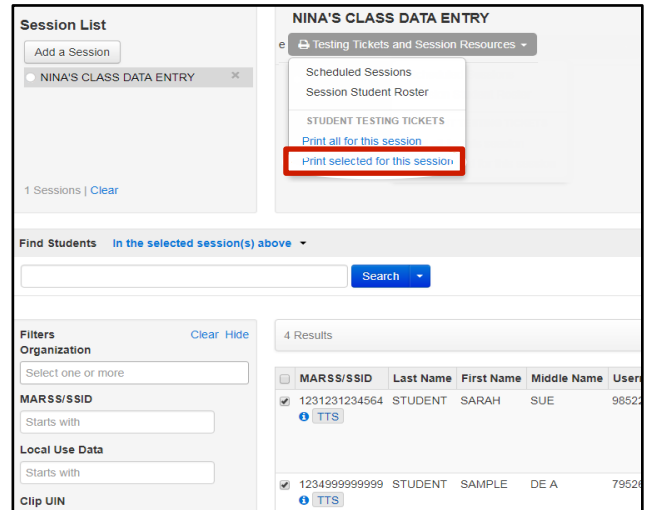 Session List
Add a Session
NINA'S CLASS DATA ENTRY ×
1 Sessions | Clear
NINA'S CLASS DATA ENTRY
e Testing Tickets and Session Resources
Scheduled Sessions
Session Student Roster
STUDENT TESTING TICKETS
Print all for this session
Print selected for this session
Find Students In the selected session(s) above
Search
Filters Clear Hide
Organization
Select one or more
MARSS/SSID
Starts with
Local Use Data
Starts with
Clip UIN
4 Results
MARSS/SSID Last Name First Name Middle Name Usern
1231231234564 STUDENT SARAH SUE 98522
TTS
1234999999999 STUDENT SAMPLE DE A 79526
TTS